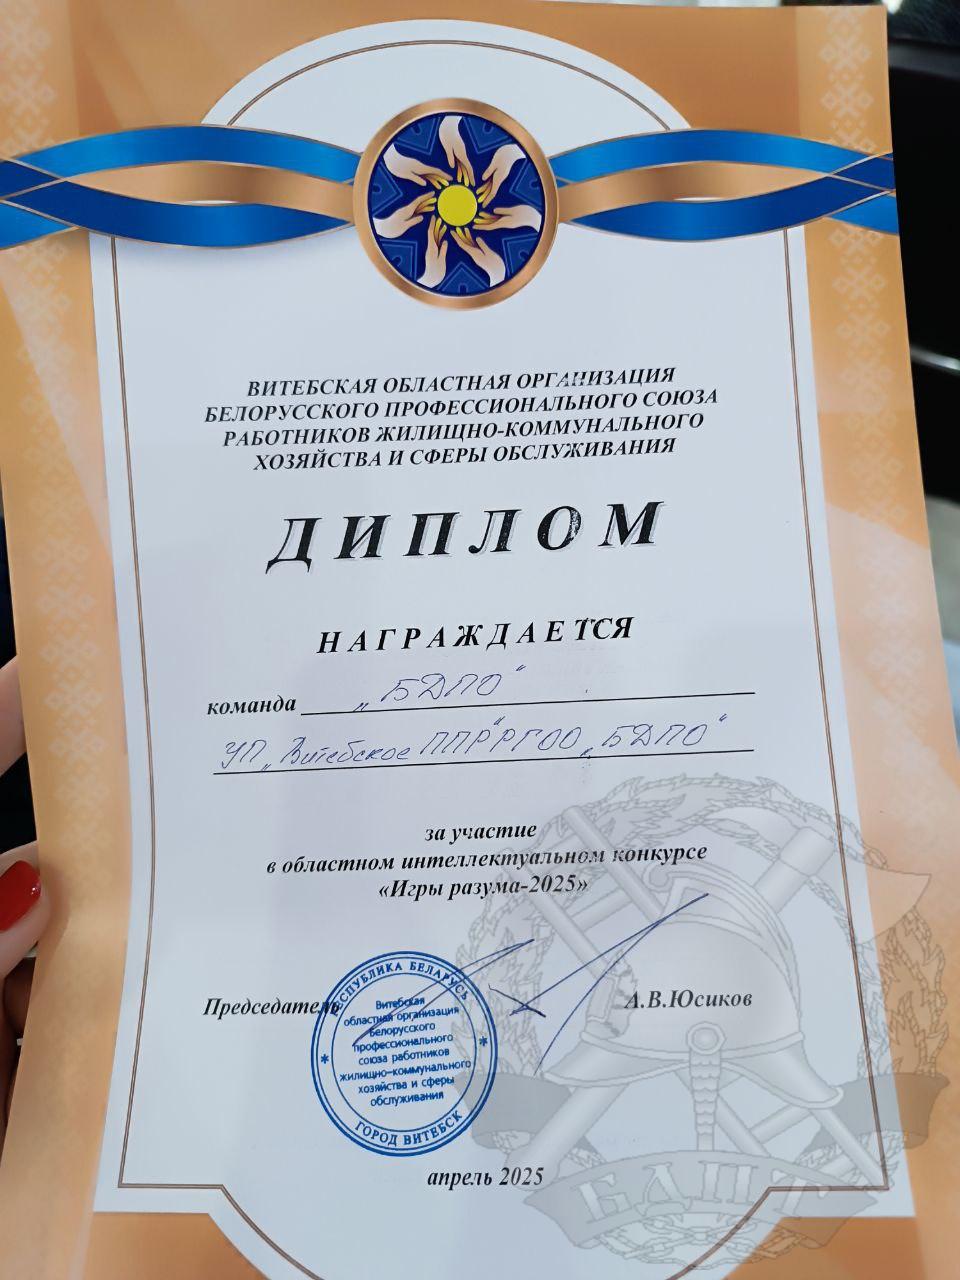 ВИТЕБСКАЯ ОБЛАСТНАЯ ОРГАНИЗАЦИЯ
БЕЛОРУССКОГО ПРОФЕССИОНАЛЬНОГО СОЮЗА
РАБОТНИКОВ ЖИЛИЩНО-КОММУНАЛЬНОГО
ХОЗЯЙСТВА И СФЕРЫ ОБСЛУЖИВАНИЯ
ДИПЛОМ
НАГРАЖДАЕТСЯ
команда „БДПО"
УП „Витебское ППР" РГОО „БДПО"
за участие
в областном интеллектуальном конкурсе
«Игры разума-2025»
Председатель
А.В.Юсиков
РЕСПУБЛИКА БЕЛАРУСЬ
Витебская
областная организация
Белорусского
профессионального
союза работников
жилищно-коммунального
хозяйства и сферы
обслуживания
ГОРОД ВИТЕБСК
апрель 2025
БДПТ